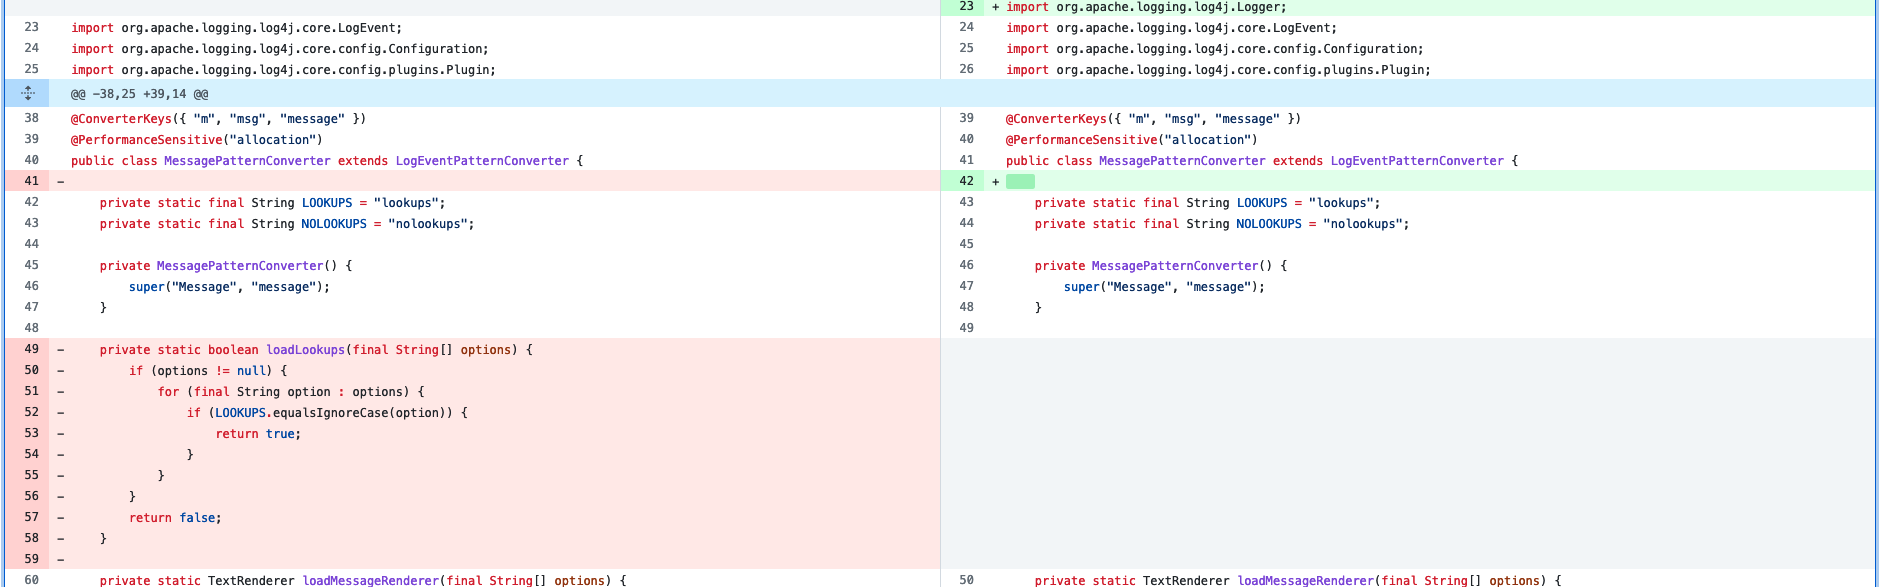 23 + import org.apache.logging.log4j.Logger;
23 import org.apache.logging.log4j.core.LogEvent;
24 import org.apache.logging.log4j.core.config.Configuration;
25 import org.apache.logging.log4j.core.config.plugins.Plugin;
24 import org.apache.logging.log4j.core.LogEvent;
25 import org.apache.logging.log4j.core.config.Configuration;
26 import org.apache.logging.log4j.core.config.plugins.Plugin;
@@ -38,25 +39,14 @@
38 @ConverterKeys({ "m", "msg", "message" })
39 @PerformanceSensitive("allocation")
40 public class MessagePatternConverter extends LogEventPatternConverter {
41 -
42 private static final String LOOKUPS = "lookups";
43 private static final String NOLOOKUPS = "nolookups";
44
45 private MessagePatternConverter() {
46 super("Message", "message");
47 }
48
49 - private static boolean loadLookups(final String[] options) {
50 - if (options != null) {
51 - for (final String option : options) {
52 - if (LOOKUPS.equalsIgnoreCase(option)) {
53 - return true;
54 - }
55 - }
56 - }
57 - return false;
58 - }
59 -
60 private static TextRenderer loadMessageRenderer(final String[] options) {
39 @ConverterKeys({ "m", "msg", "message" })
40 @PerformanceSensitive("allocation")
41 public class MessagePatternConverter extends LogEventPatternConverter {
42 +
43 private static final String LOOKUPS = "lookups";
44 private static final String NOLOOKUPS = "nolookups";
45
46 private MessagePatternConverter() {
47 super("Message", "message");
48 }
49
50 private static TextRenderer loadMessageRenderer(final String[] options) {